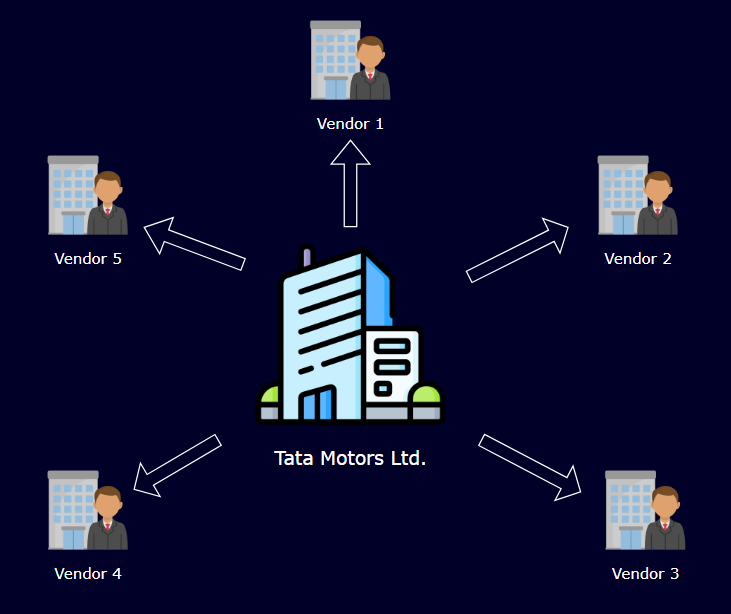 Vendor 1
Vendor 5
Vendor 2
Tata Motors Ltd.
Vendor 4
Vendor 3